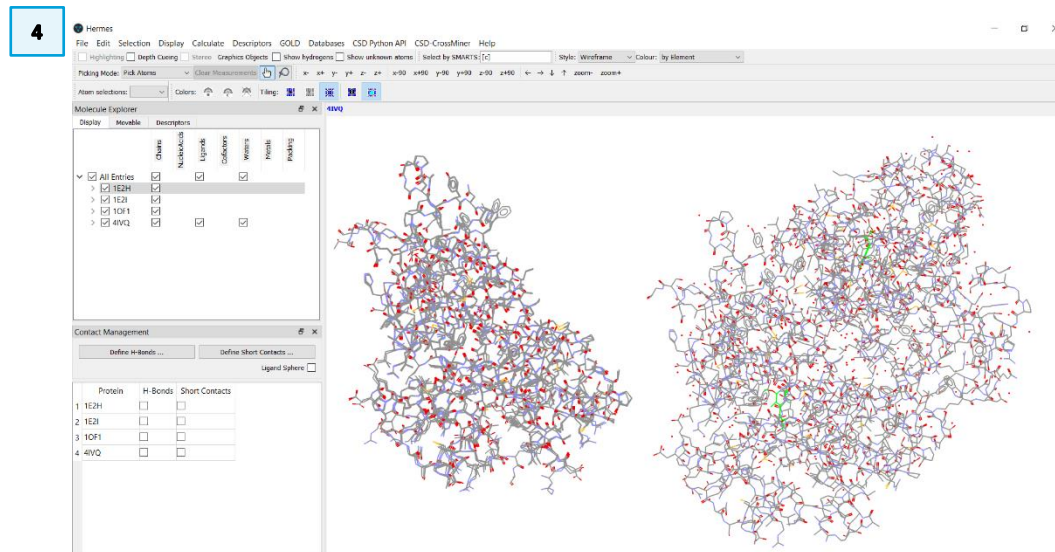 4
Hermes
File Edit Selection Display Calculate Descriptors GOLD Databases CSD Python API CSD-CrossMiner Help
Highlighting Depth Cueing Stereo Graphics Objects Show hydrogens Show unknown atoms Select by SMARTS: [c] Style: Wireframe Colour: by Element
Picking Mode: Pick Atoms Clear Measurements x- x+ y- y+ z- z+ x-90 x+90 y-90 y+90 z-90 z+90 ← → ↓ ↑ zoom- zoom+
Atom selections: Colors: Tiling:
Molecule Explorer
4IVQ
Display Movable Descriptors
Chains NucleicAcids Ligands Cofactors Waters Metals Packing
All Entries
1E2H
1E2I
1OF1
4IVQ
Contact Management
Define H-Bonds ... Define Short Contacts ...
Ligand Sphere
Protein H-Bonds Short Contacts
1 1E2H
2 1E2I
3 1OF1
4 4IVQ